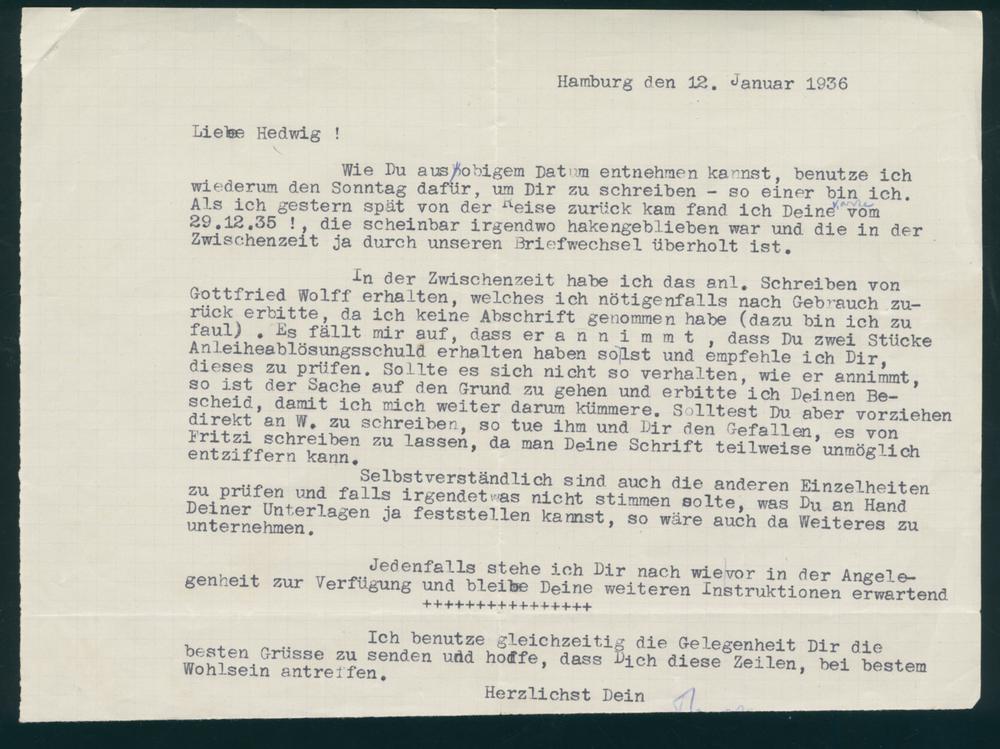 Hamburg den 12. Januar 1936
Liebe Hedwig !
Wie Du aus obigem Datum entnehmen kannst, benutze ich
wiederum den Sonntag dafür, um Dir zu schreiben - so einer bin ich.
Als ich gestern spät von der Reise zurück kam fand ich Deine Karte vom
29.12.35 !, die scheinbar irgendwo hakengeblieben war und die in der
Zwischenzeit ja durch unseren Briefwechsel überholt ist.
In der Zwischenzeit habe ich das anl. Schreiben von
Gottfried Wolff erhalten, welches ich nötigenfalls nach Gebrauch zu-
rück erbitte, da ich keine Abschrift genommen habe (dazu bin ich zu
faul) . Es fällt mir auf, dass er a n n i m m t , dass Du zwei Stücke
Anleiheablösungsschuld erhalten haben sollst und empfehle ich Dir,
dieses zu prüfen. Sollte es sich nicht so verhalten, wie er annimmt,
so ist der Sache auf den Grund zu gehen und erbitte ich Deinen Be-
scheid, damit ich mich weiter darum kümmere. Solltest Du aber vorziehen
direkt an W. zu schreiben, so tue ihm und Dir den Gefallen, es von
Fritzi schreiben zu lassen, da man Deine Schrift teilweise unmöglich
entziffern kann.
Selbstverständlich sind auch die anderen Einzelheiten
zu prüfen und falls irgendetwas nicht stimmen solte, was Du an Hand
Deiner Unterlagen ja feststellen kannst, so wäre auch da Weiteres zu
unternehmen.
Jedenfalls stehe ich Dir nach wie vor in der Angele-
genheit zur Verfügung und bleibe Deine weiteren Instruktionen erwartend
++++++++++++++++
Ich benutze gleichzeitig die Gelegenheit Dir die
besten Grüsse zu senden und hoffe, dass Dich diese Zeilen, bei bestem
Wohlsein antreffen.
Herzlichst Dein